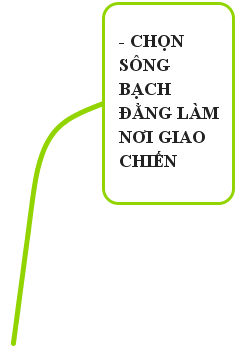 - CHỌN
SÔNG
BẠCH
ĐẰNG LÀM
NƠI GIAO
CHIẾN